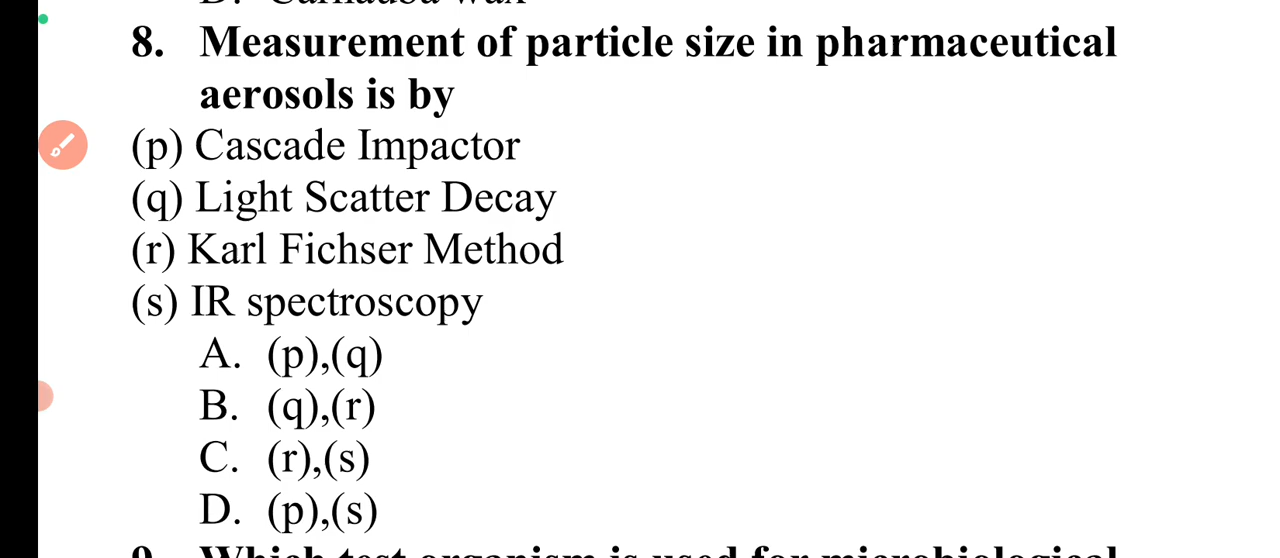 8. Measurement of particle size in pharmaceutical
aerosols is by
(p) Cascade Impactor
(q) Light Scatter Decay
(r) Karl Fichser Method
(s) IR spectroscopy
A. (p),(q)
B. (q),(r)
C. (r),(s)
D. (p),(s)